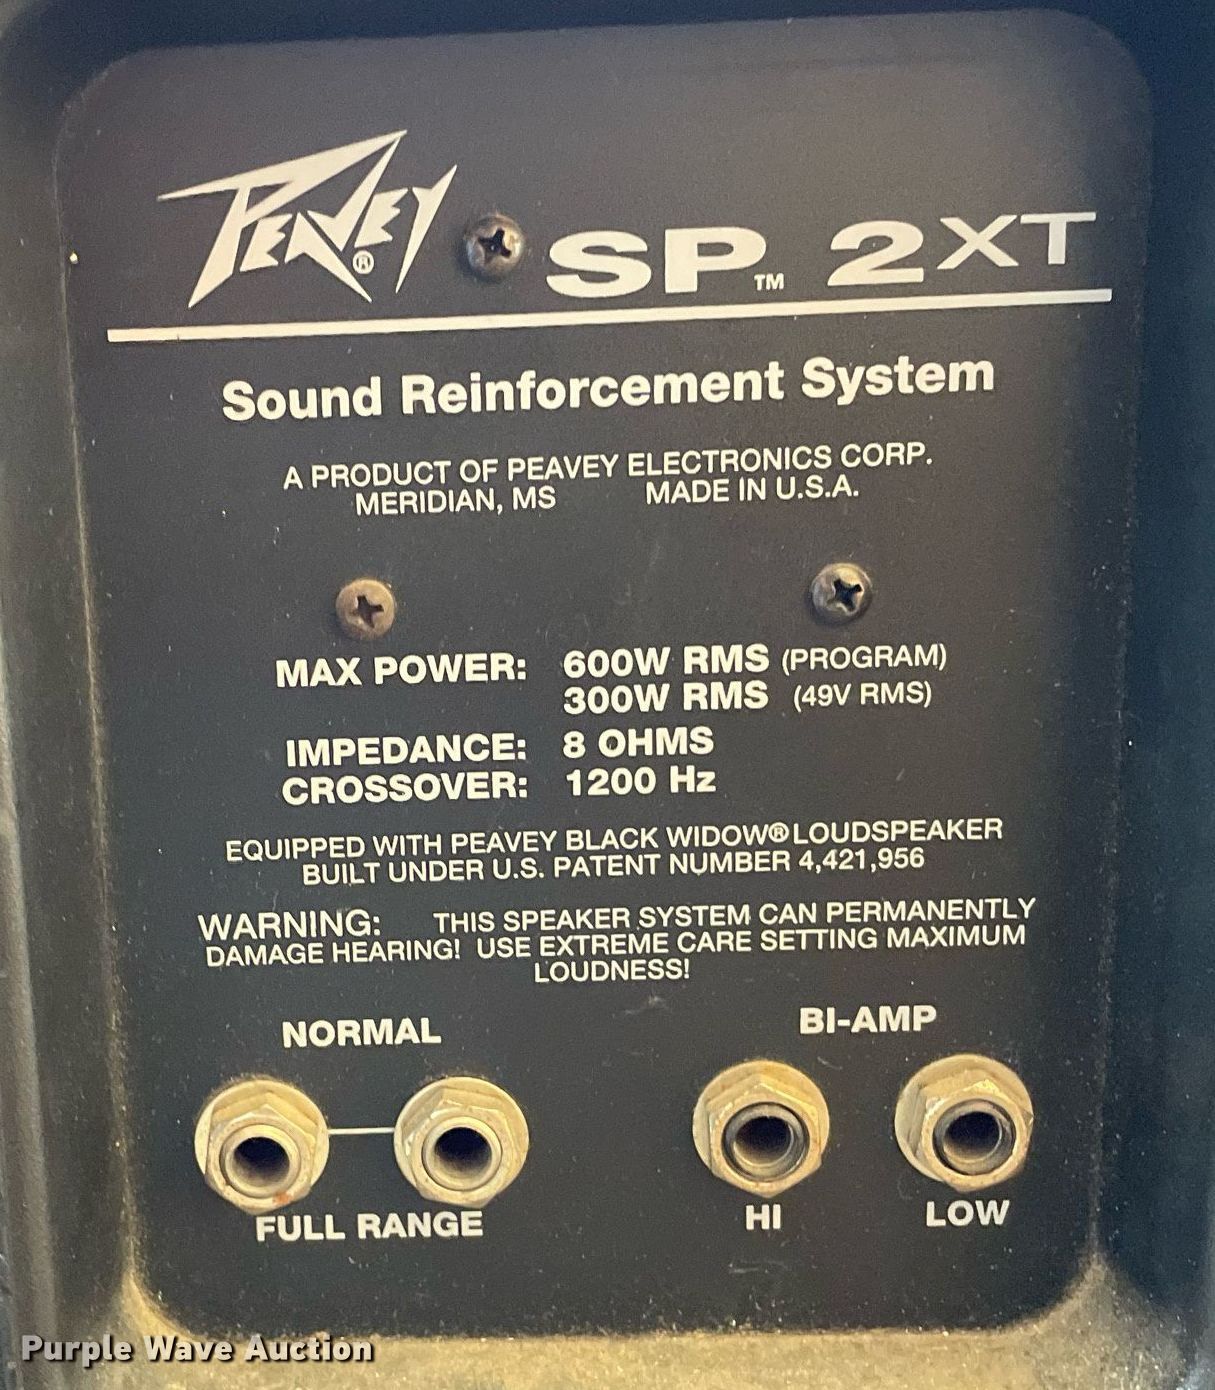 PEAVEY® SP™ 2XT
Sound Reinforcement System
A PRODUCT OF PEAVEY ELECTRONICS CORP.
MERIDIAN, MS MADE IN U.S.A.
MAX POWER: 600W RMS (PROGRAM)
300W RMS (49V RMS)
IMPEDANCE: 8 OHMS
CROSSOVER: 1200 Hz
EQUIPPED WITH PEAVEY BLACK WIDOW® LOUDSPEAKER
BUILT UNDER U.S. PATENT NUMBER 4,421,956
WARNING: THIS SPEAKER SYSTEM CAN PERMANENTLY
DAMAGE HEARING! USE EXTREME CARE SETTING MAXIMUM
LOUDNESS!
NORMAL BI-AMP
FULL RANGE HI LOW
Purple Wave Auction